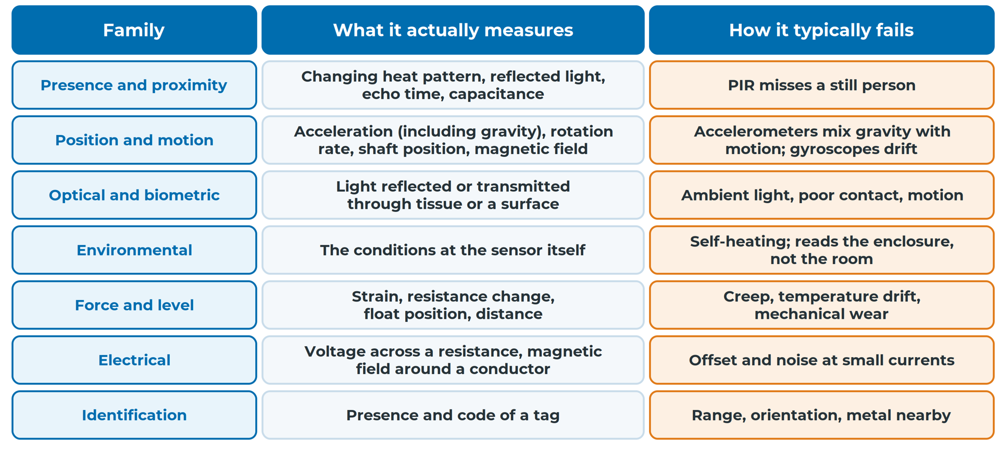 Family
What it actually measures
How it typically fails
Presence and proximity
Changing heat pattern, reflected light,
echo time, capacitance
PIR misses a still person
Position and motion
Acceleration (including gravity), rotation
rate, shaft position, magnetic field
Accelerometers mix gravity with
motion; gyroscopes drift
Optical and biometric
Light reflected or transmitted
through tissue or a surface
Ambient light, poor contact, motion
Environmental
The conditions at the sensor itself
Self-heating; reads the enclosure,
not the room
Force and level
Strain, resistance change,
float position, distance
Creep, temperature drift,
mechanical wear
Electrical
Voltage across a resistance, magnetic
field around a conductor
Offset and noise at small currents
Identification
Presence and code of a tag
Range, orientation, metal nearby